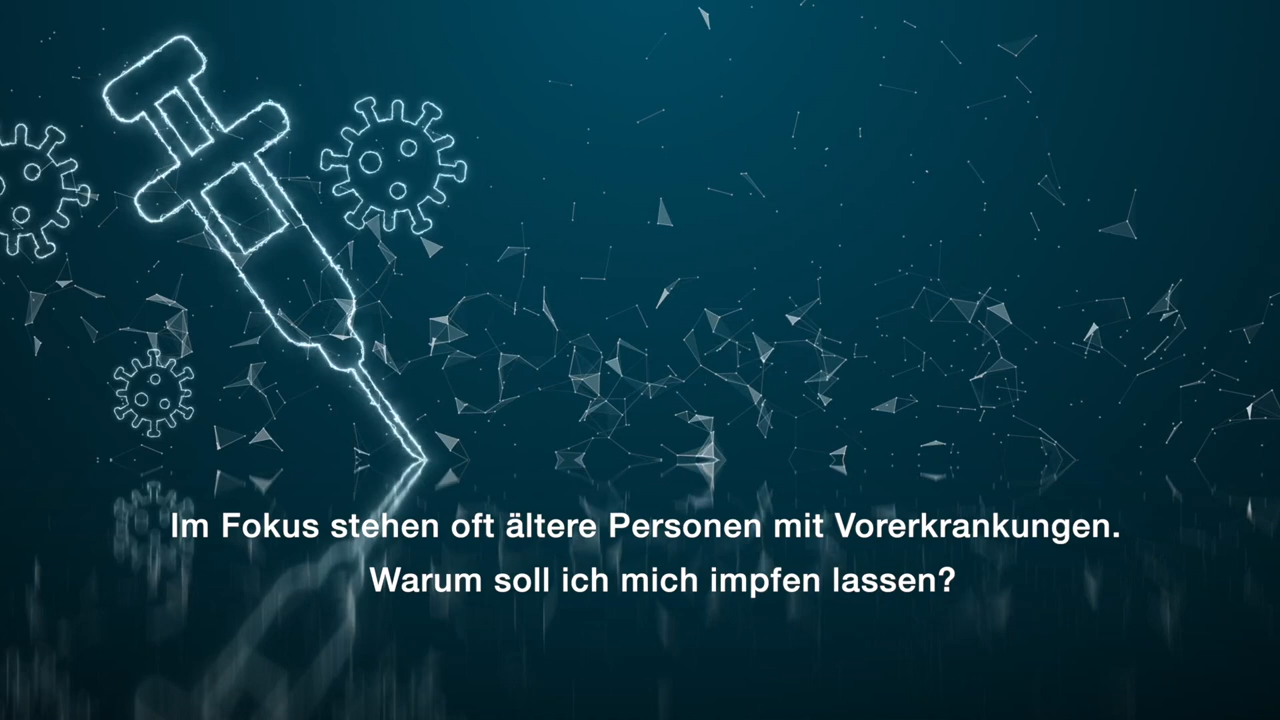 Im Fokus stehen oft ältere Personen mit Vorerkrankungen.
Warum soll ich mich impfen lassen?